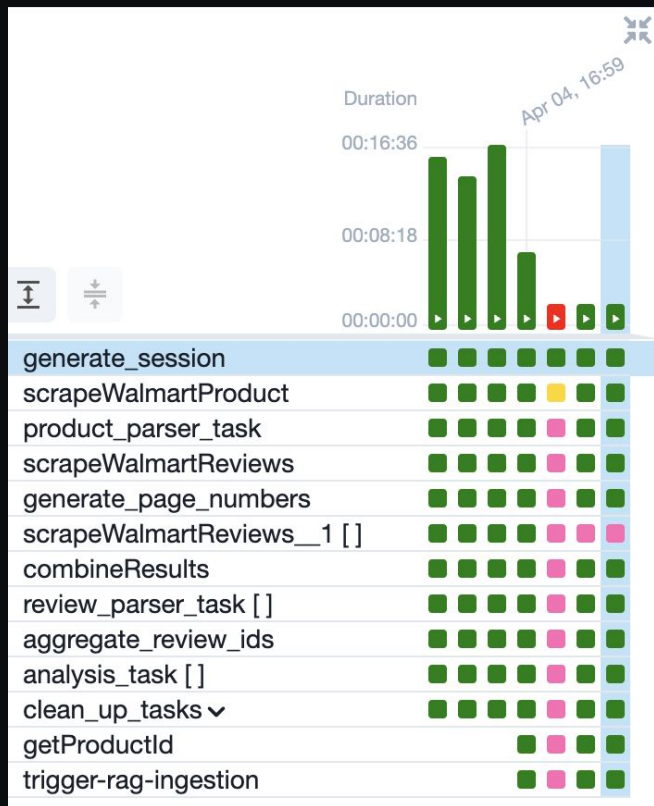 Duration
Apr 04, 16:59
00:16:36
00:08:18
00:00:00
generate_session
scrapeWalmartProduct
product_parser_task
scrapeWalmartReviews
generate_page_numbers
scrapeWalmartReviews__1 [ ]
combineResults
review_parser_task [ ]
aggregate_review_ids
analysis_task [ ]
clean_up_tasks
getProductId
trigger-rag-ingestion